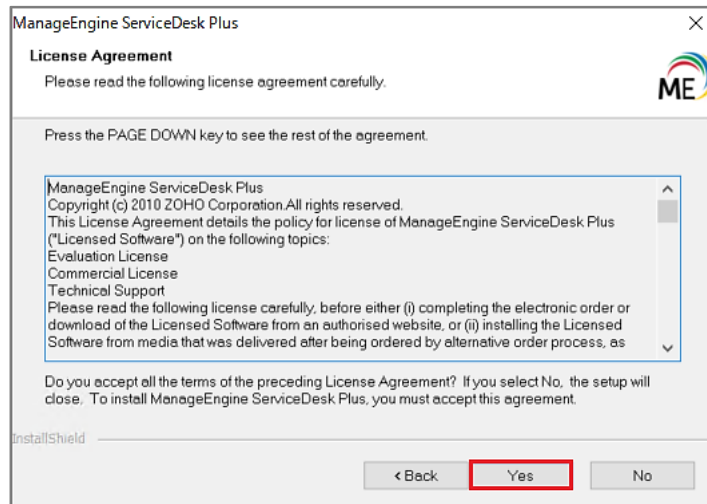 ManageEngine ServiceDesk Plus
License Agreement
Please read the following license agreement carefully.
ME
Press the PAGE DOWN key to see the rest of the agreement.
ManageEngine ServiceDesk Plus
Copyright (c) 2010 ZOHO Corporation.All rights reserved.
This License Agreement details the policy for license of ManageEngine ServiceDesk Plus
("Licensed Software") on the following topics:
Evaluation License
Commercial License
Technical Support
Please read the following license carefully, before either (i) completing the electronic order or
download of the Licensed Software from an authorised website, or (ii) installing the Licensed
Software from media that was delivered after being ordered by alternative order process, as
Do you accept all the terms of the preceding License Agreement? If you select No, the setup will
close. To install ManageEngine ServiceDesk Plus, you must accept this agreement.
InstallShield
< Back
Yes
No